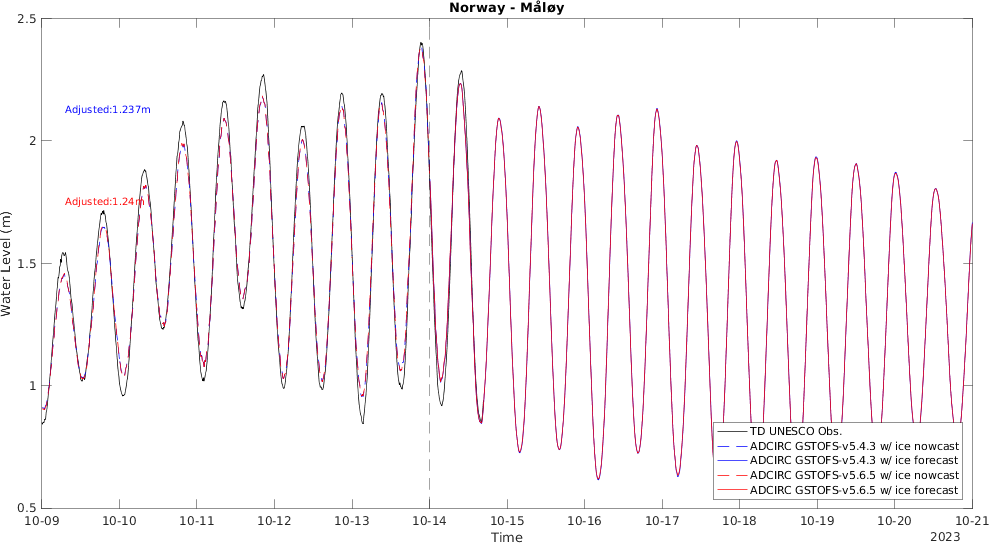 Norway - Måløy
2.5
2
1.5
1
0.5
Water Level (m)
Adjusted:1.237m
Adjusted:1.24m
TD UNESCO Obs.
ADCIRC GSTOFS-v5.4.3 w/ ice nowcast
ADCIRC GSTOFS-v5.4.3 w/ ice forecast
ADCIRC GSTOFS-v5.6.5 w/ ice nowcast
ADCIRC GSTOFS-v5.6.5 w/ ice forecast
10-09 10-10 10-11 10-12 10-13 10-14 10-15 10-16 10-17 10-18 10-19 10-20 10-21
Time
2023